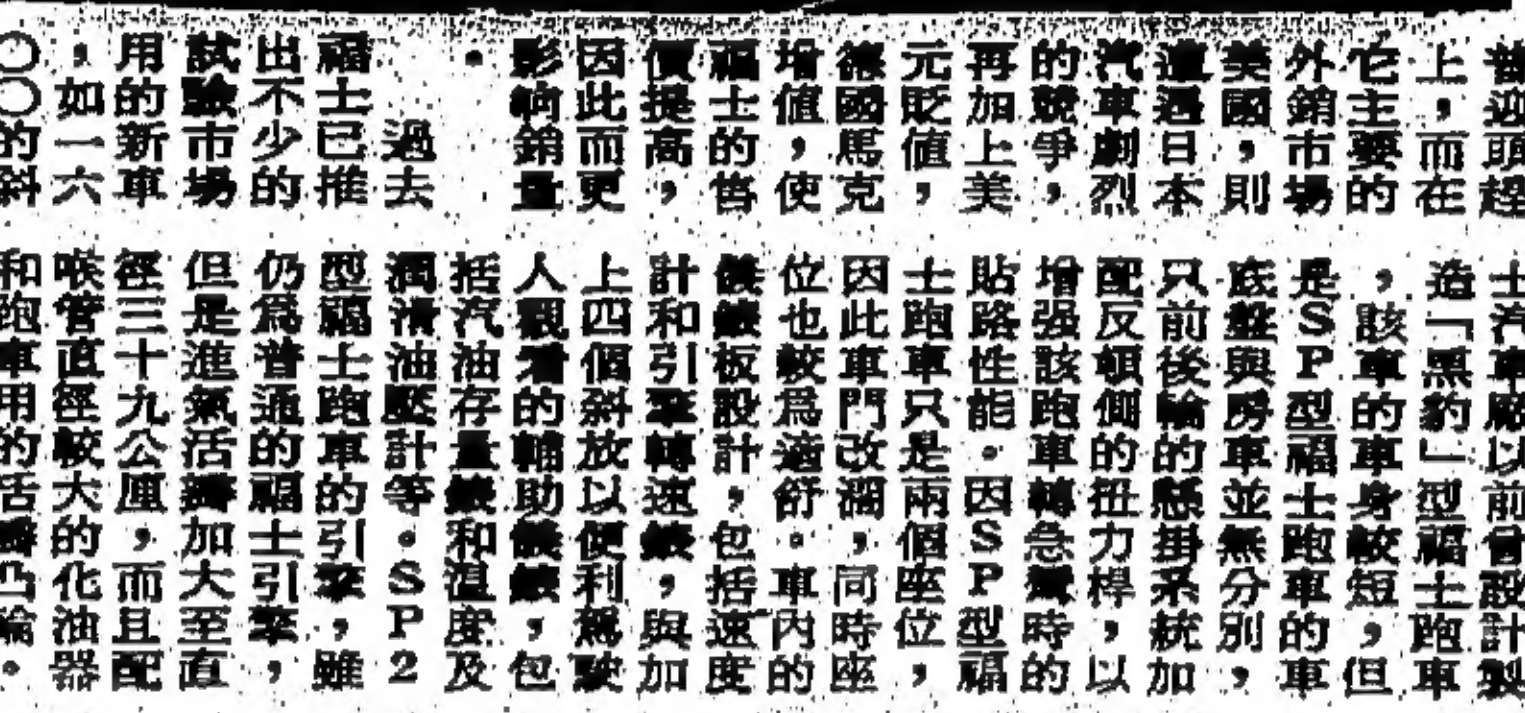 迎頭趕
上，而在
它主要的
外銷市場
美國，則
遭遇日本
汽車劇烈
的競爭，
再加上美
元貶值，
德國馬克
增值，使
福士的售
價提高，
因此而更
影响銷量
。
過去
福士已推
出不少的
試驗市場
用的新車
，如一六
〇〇的斜
士汽車廠以前曾設計製
造「黑豹」型福士跑車
，該車的車身較短，但
是SP型福士跑車的車
底盤與房車並無分別，
只前後輪的懸掛系統加
配反傾側的扭力桿，以
增强該跑車轉急彎時的
貼路性能。因SP型福
士跑車只是兩個座位，
因此車門改濶，同時座
位也較為適舒。車內的
儀錶板設計，包括速度
計和引擎轉速錶，與加
上四個斜放以便利駕駛
人觀看的輔助儀錶，包
括汽油存量錶和溫度及
潤滑油壓計等。SP2
型福士跑車的引擎，雖
仍為普通的福士引擎，
但是進氣活瓣加大至直
徑三十九公厘，而且配
喉管直徑較大的化油器
和跑車用的活瓣凸輪。